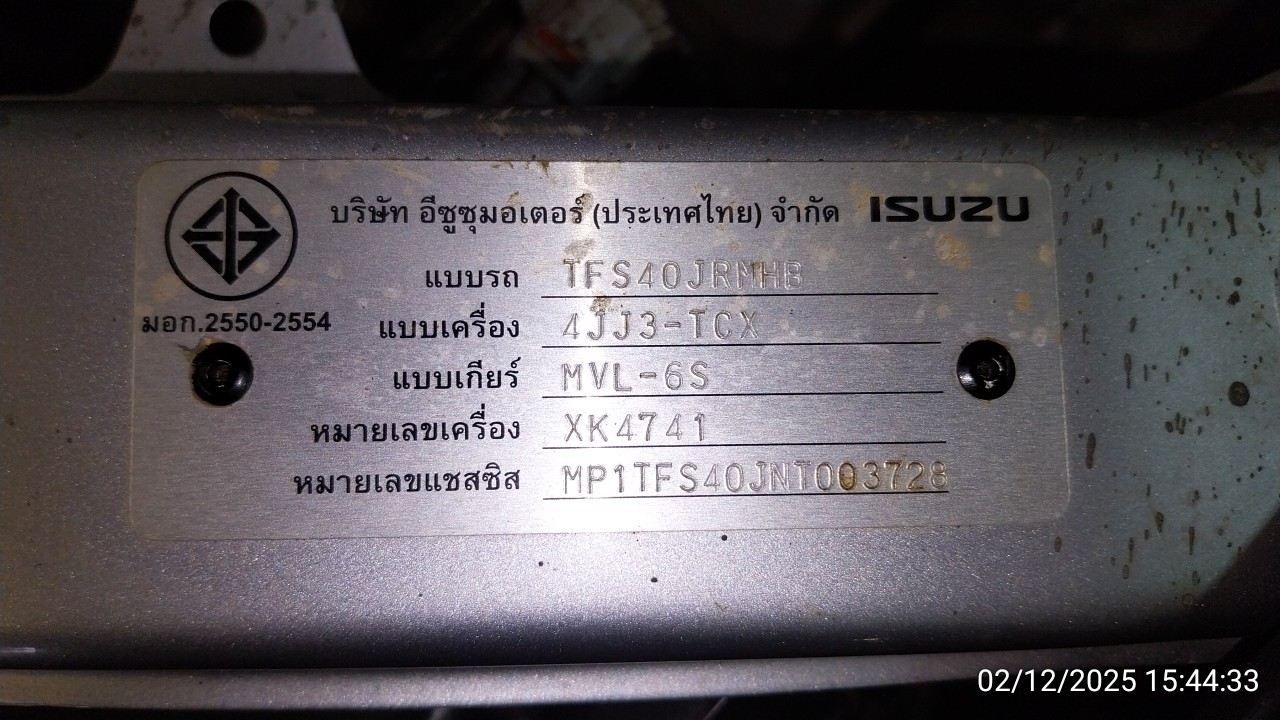 บริษัท อีซูซุมอเตอร์ (ประเทศไทย) จำกัด ISUZU
แบบรถ TFS40JRMHB
มอก.2550-2554
แบบเครื่อง 4JJ3-TCX
แบบเกียร์ MVL-6S
หมายเลขเครื่อง XK4741
หมายเลขแชสซิส MP1TFS40JNT003728
02/12/2025 15:44:33